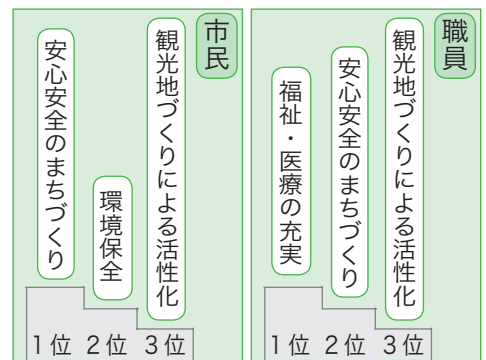 市民
観光地づくりによる活性化
環境保全
安心安全のまちづくり
1位 2位 3位
職員
観光地づくりによる活性化
安心安全のまちづくり
福祉・医療の充実
1位 2位 3位